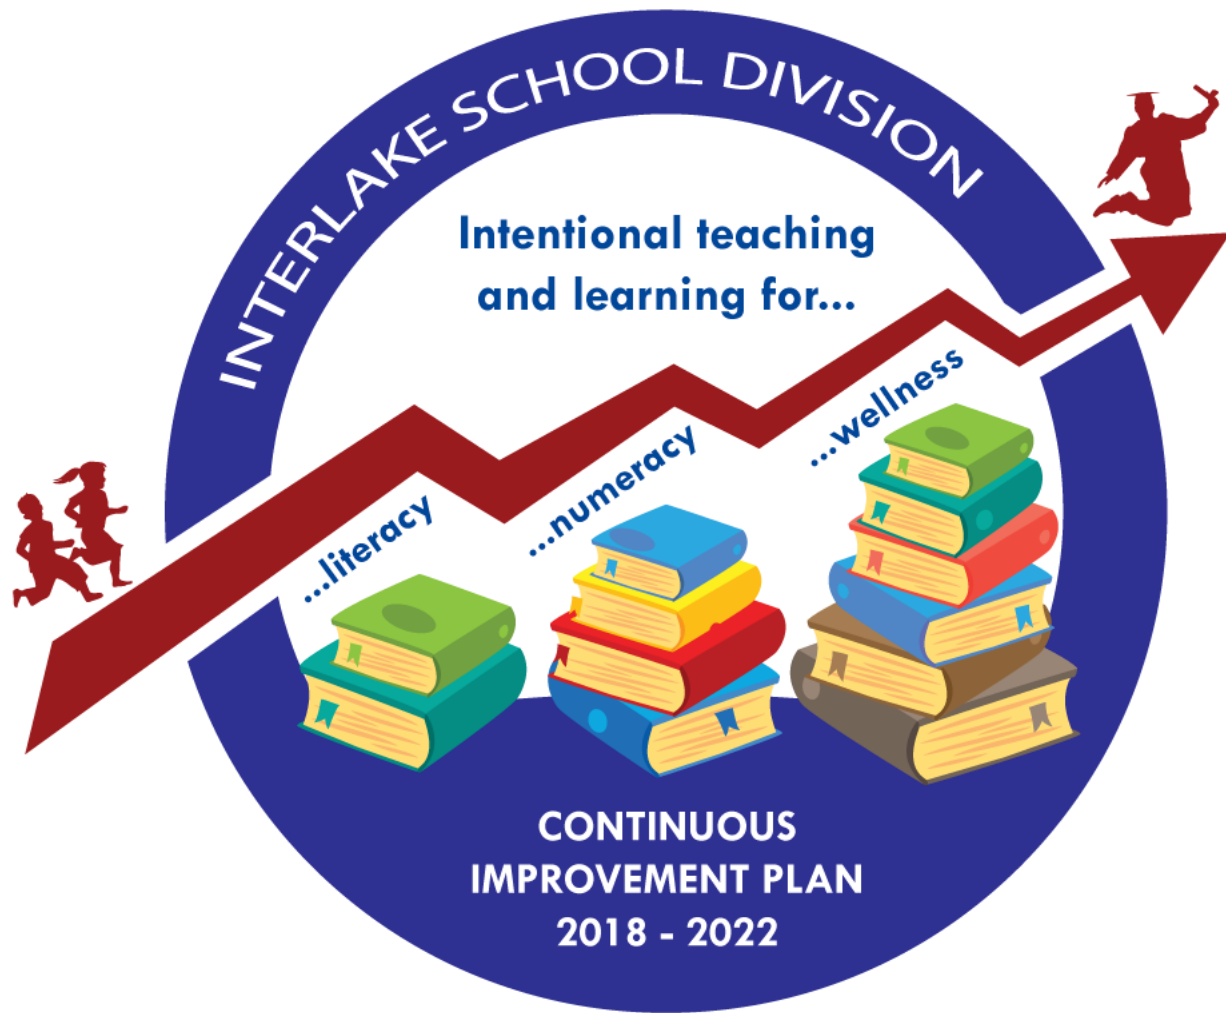 INTERLAKE SCHOOL DIVISION
Intentional teaching
and learning for...
...literacy
...numeracy
...wellness
CONTINUOUS
IMPROVEMENT PLAN
2018 - 2022